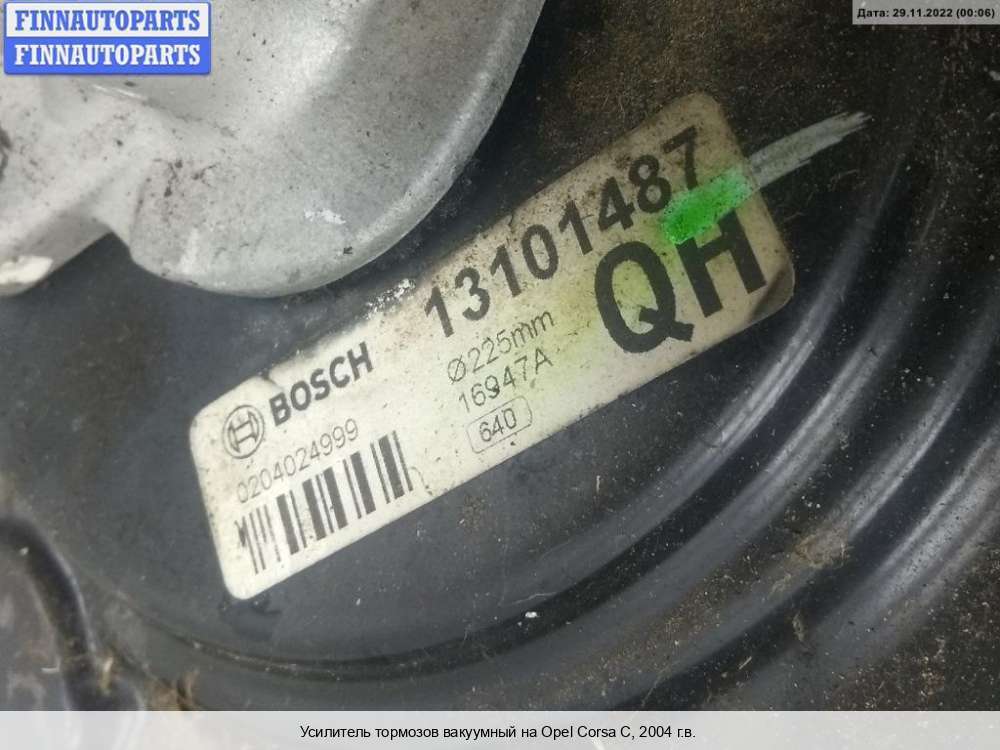 FINNAUTOPARTS
FINNAUTOPARTS
Дата: 29.11.2022 (00:06)
13101487
QH
BOSCH
Ø225mm
16947A
640
0204024999
Усилитель тормозов вакуумный на Opel Corsa C, 2004 г.в.